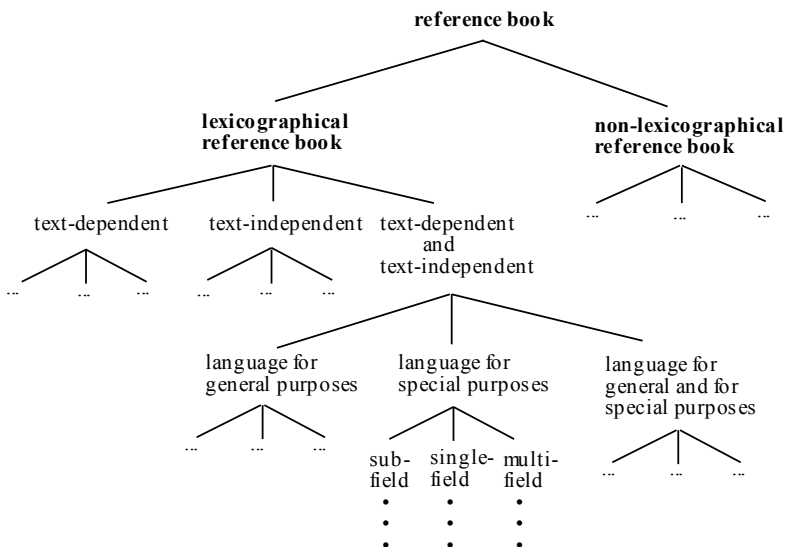 reference book
lexicographical
reference book
non-lexicographical
reference book
text-dependent
text-independent
text-dependent
and
text-independent
...
...
...
...
...
...
...
...
...
language for
general purposes
language for
special purposes
language for
general and for
special purposes
...
...
...
sub-
field
single-
field
multi-
field
...
...
...